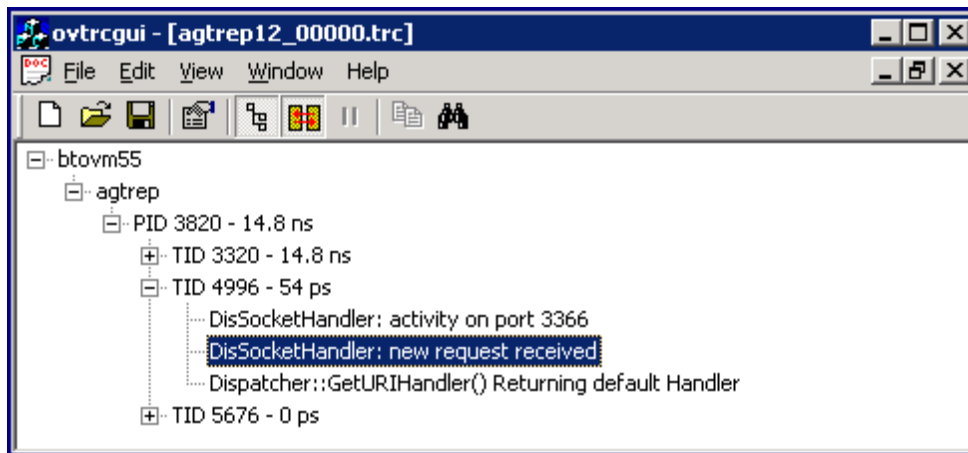 ovtrcgui - [agtrep12_00000.trc]
DOC File Edit View Window Help
btovm55
agtrep
PID 3820 - 14.8 ns
TID 3320 - 14.8 ns
TID 4996 - 54 ps
DisSocketHandler: activity on port 3366
DisSocketHandler: new request received
Dispatcher::GetURIHandler() Returning default Handler
TID 5676 - 0 ps